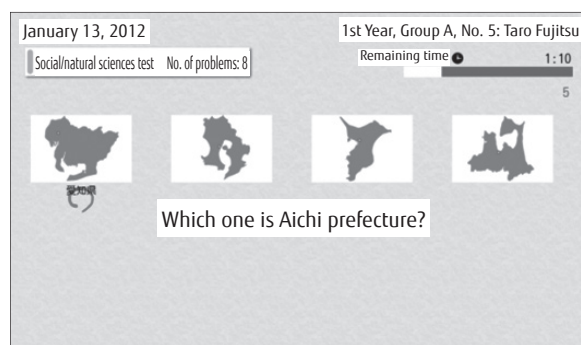 January 13, 2012
1st Year, Group A, No. 5: Taro Fujitsu
Social/natural sciences test No. of problems: 8
Remaining time 1:10
5
愛知県
Which one is Aichi prefecture?